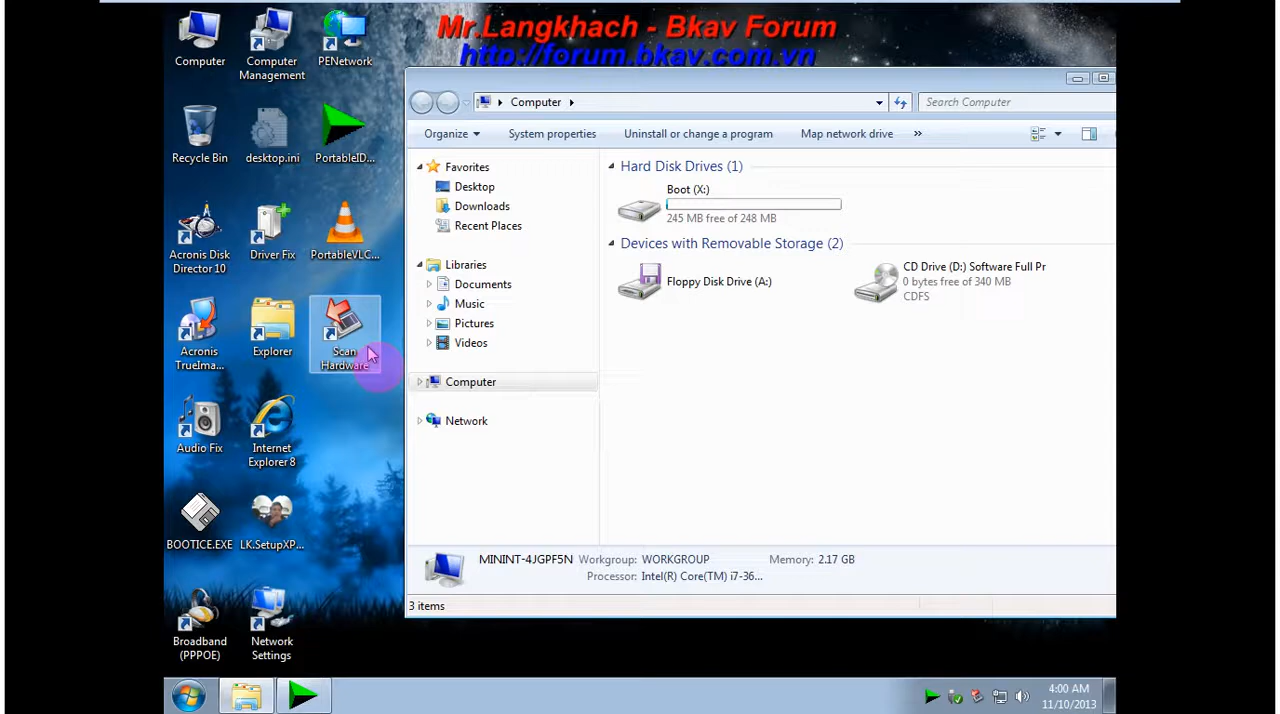 Mr.Langkhach - Bkav Forum
http://forum.bkav.com.vn
Computer
Computer
Management
PENetwork
Recycle Bin
desktop.ini
PortableID...
Acronis Disk
Director 10
Driver Fix
PortableVLC...
Acronis
TrueIma...
Explorer
Scan
Hardware
Audio Fix
Internet
Explorer 8
BOOTICE.EXE
LK.SetupXP...
Broadband
(PPPOE)
Network
Settings
Computer
Search Computer
Organize
System properties
Uninstall or change a program
Map network drive
»
Favorites
Desktop
Downloads
Recent Places
Libraries
Documents
Music
Pictures
Videos
Computer
Network
Hard Disk Drives (1)
Boot (X:)
245 MB free of 248 MB
Devices with Removable Storage (2)
Floppy Disk Drive (A:)
CD Drive (D:) Software Full Pr
0 bytes free of 340 MB
CDFS
MININT-4JGPF5N Workgroup: WORKGROUP Memory: 2.17 GB
Processor: Intel(R) Core(TM) i7-36...
3 items
4:00 AM
11/10/2013